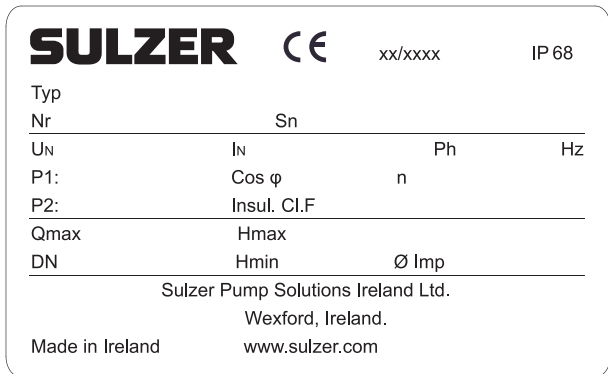 SULZER CE xx/xxxx IP 68
Typ
Nr Sn
UN IN Ph Hz
P1: Cos φ n
P2: Insul. Cl.F
Qmax Hmax
DN Hmin Ø Imp
Sulzer Pump Solutions Ireland Ltd.
Wexford, Ireland.
Made in Ireland www.sulzer.com